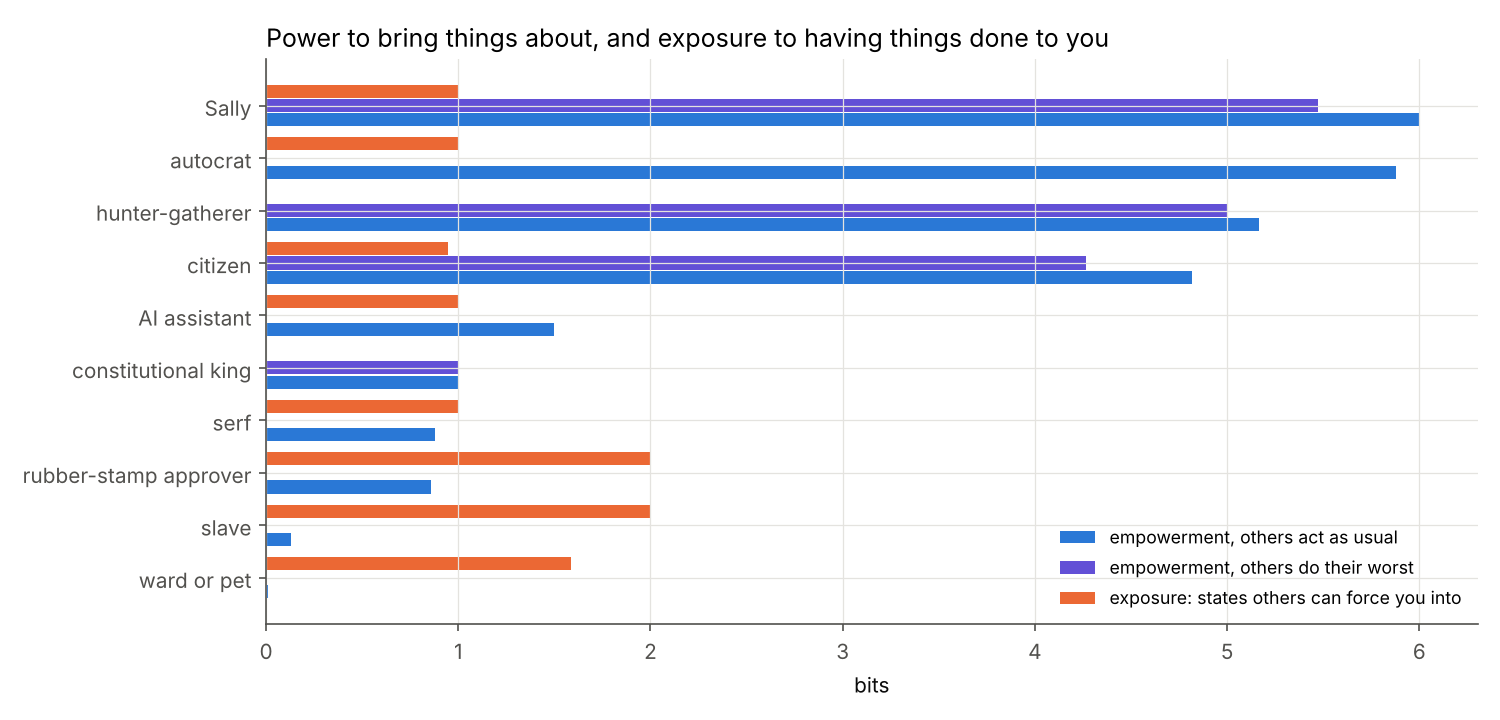 Power to bring things about, and exposure to having things done to you
Sally
autocrat
hunter-gatherer
citizen
AI assistant
constitutional king
serf
rubber-stamp approver
slave
ward or pet
empowerment, others act as usual
empowerment, others do their worst
exposure: states others can force you into
0 1 2 3 4 5 6
bits